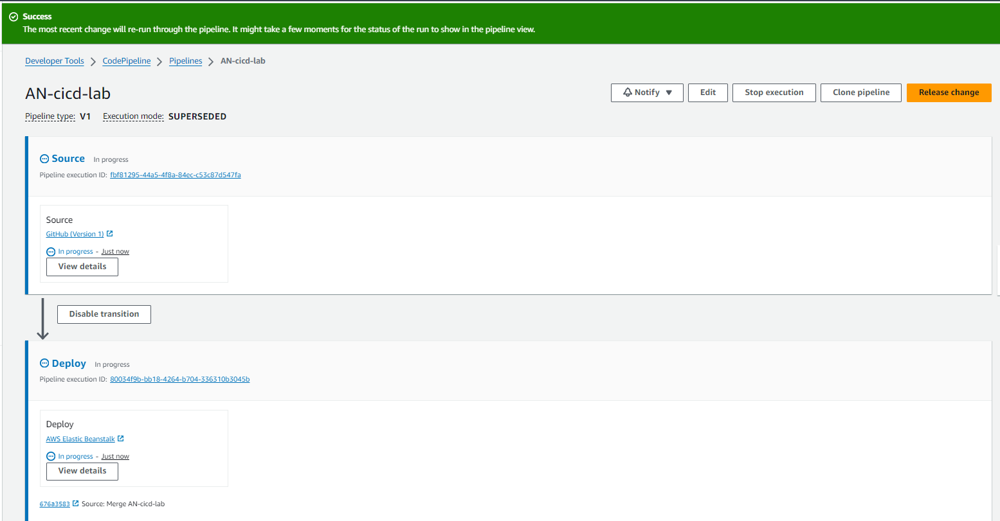 Success
The most recent change will re-run through the pipeline. It might take a few moments for the status of the run to show in the pipeline view.
Developer Tools > CodePipeline > Pipelines > AN-cicd-lab
AN-cicd-lab
Notify ▼ Edit Stop execution Clone pipeline Release change
Pipeline type: V1 Execution mode: SUPERSEDED
Source In progress
Pipeline execution ID: fbf81295-44a5-4f8a-84ec-c53c87d547fa
Source
GitHub (Version 1)
In progress - Just now
View details
Disable transition
Deploy In progress
Pipeline execution ID: 80034f9b-bb18-4264-b704-336310b3045b
Deploy
AWS Elastic Beanstalk
In progress - Just now
View details
676a3583 Source: Merge AN-cicd-lab